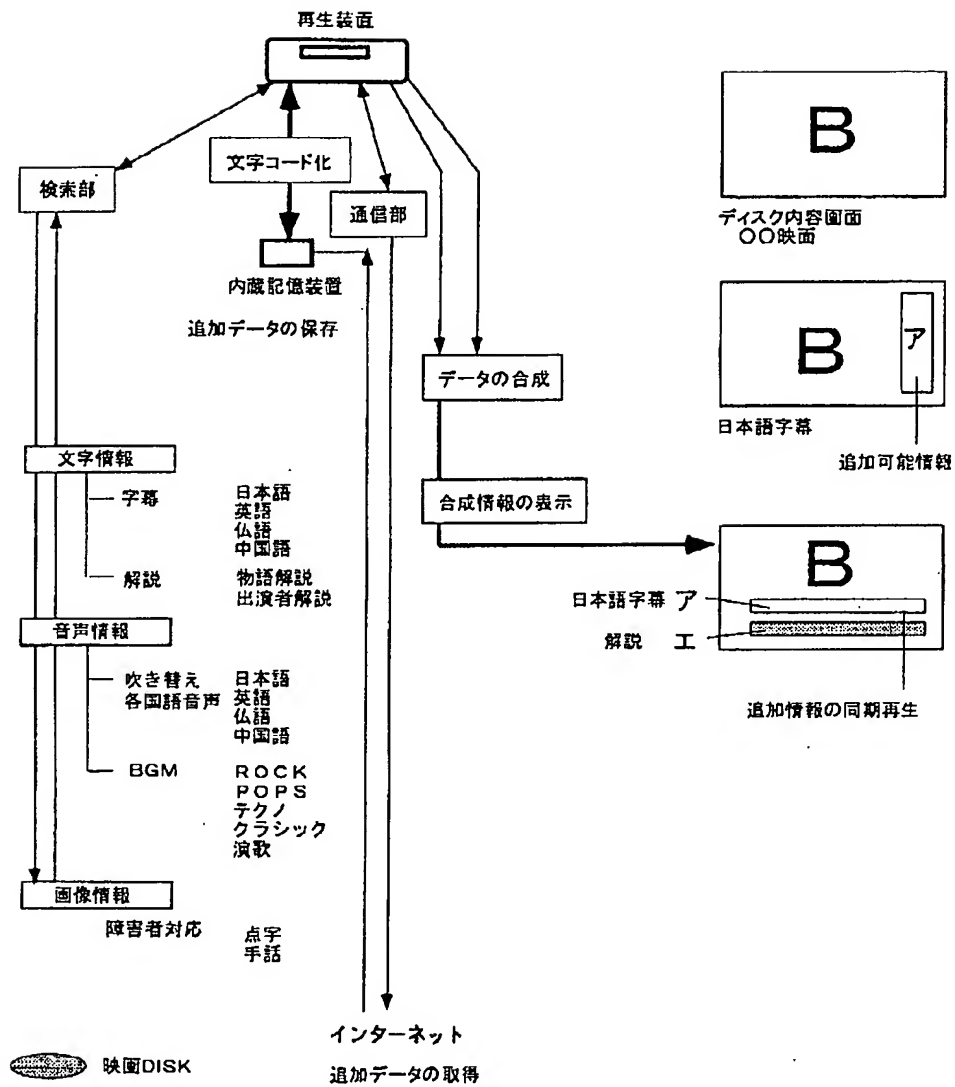 再生装置
文字コード化
検索部
通信部
内蔵記憶装置
追加データの保存
データの合成
合成情報の表示
文字情報
字幕
日本語
英語
仏語
中国語
解説
物語解説
出演者解説
音声情報
吹き替え
各国語音声
日本語
英語
仏語
中国語
BGM
ROCK
POPS
テクノ
クラシック
演歌
画像情報
障害者対応
点字
手話
インターネット
追加データの取得
映画DISK
B
ディスク内容画面
〇〇映画
B
ア
日本語字幕
追加可能情報
B
日本語字幕 ア
解説 エ
追加情報の同期再生